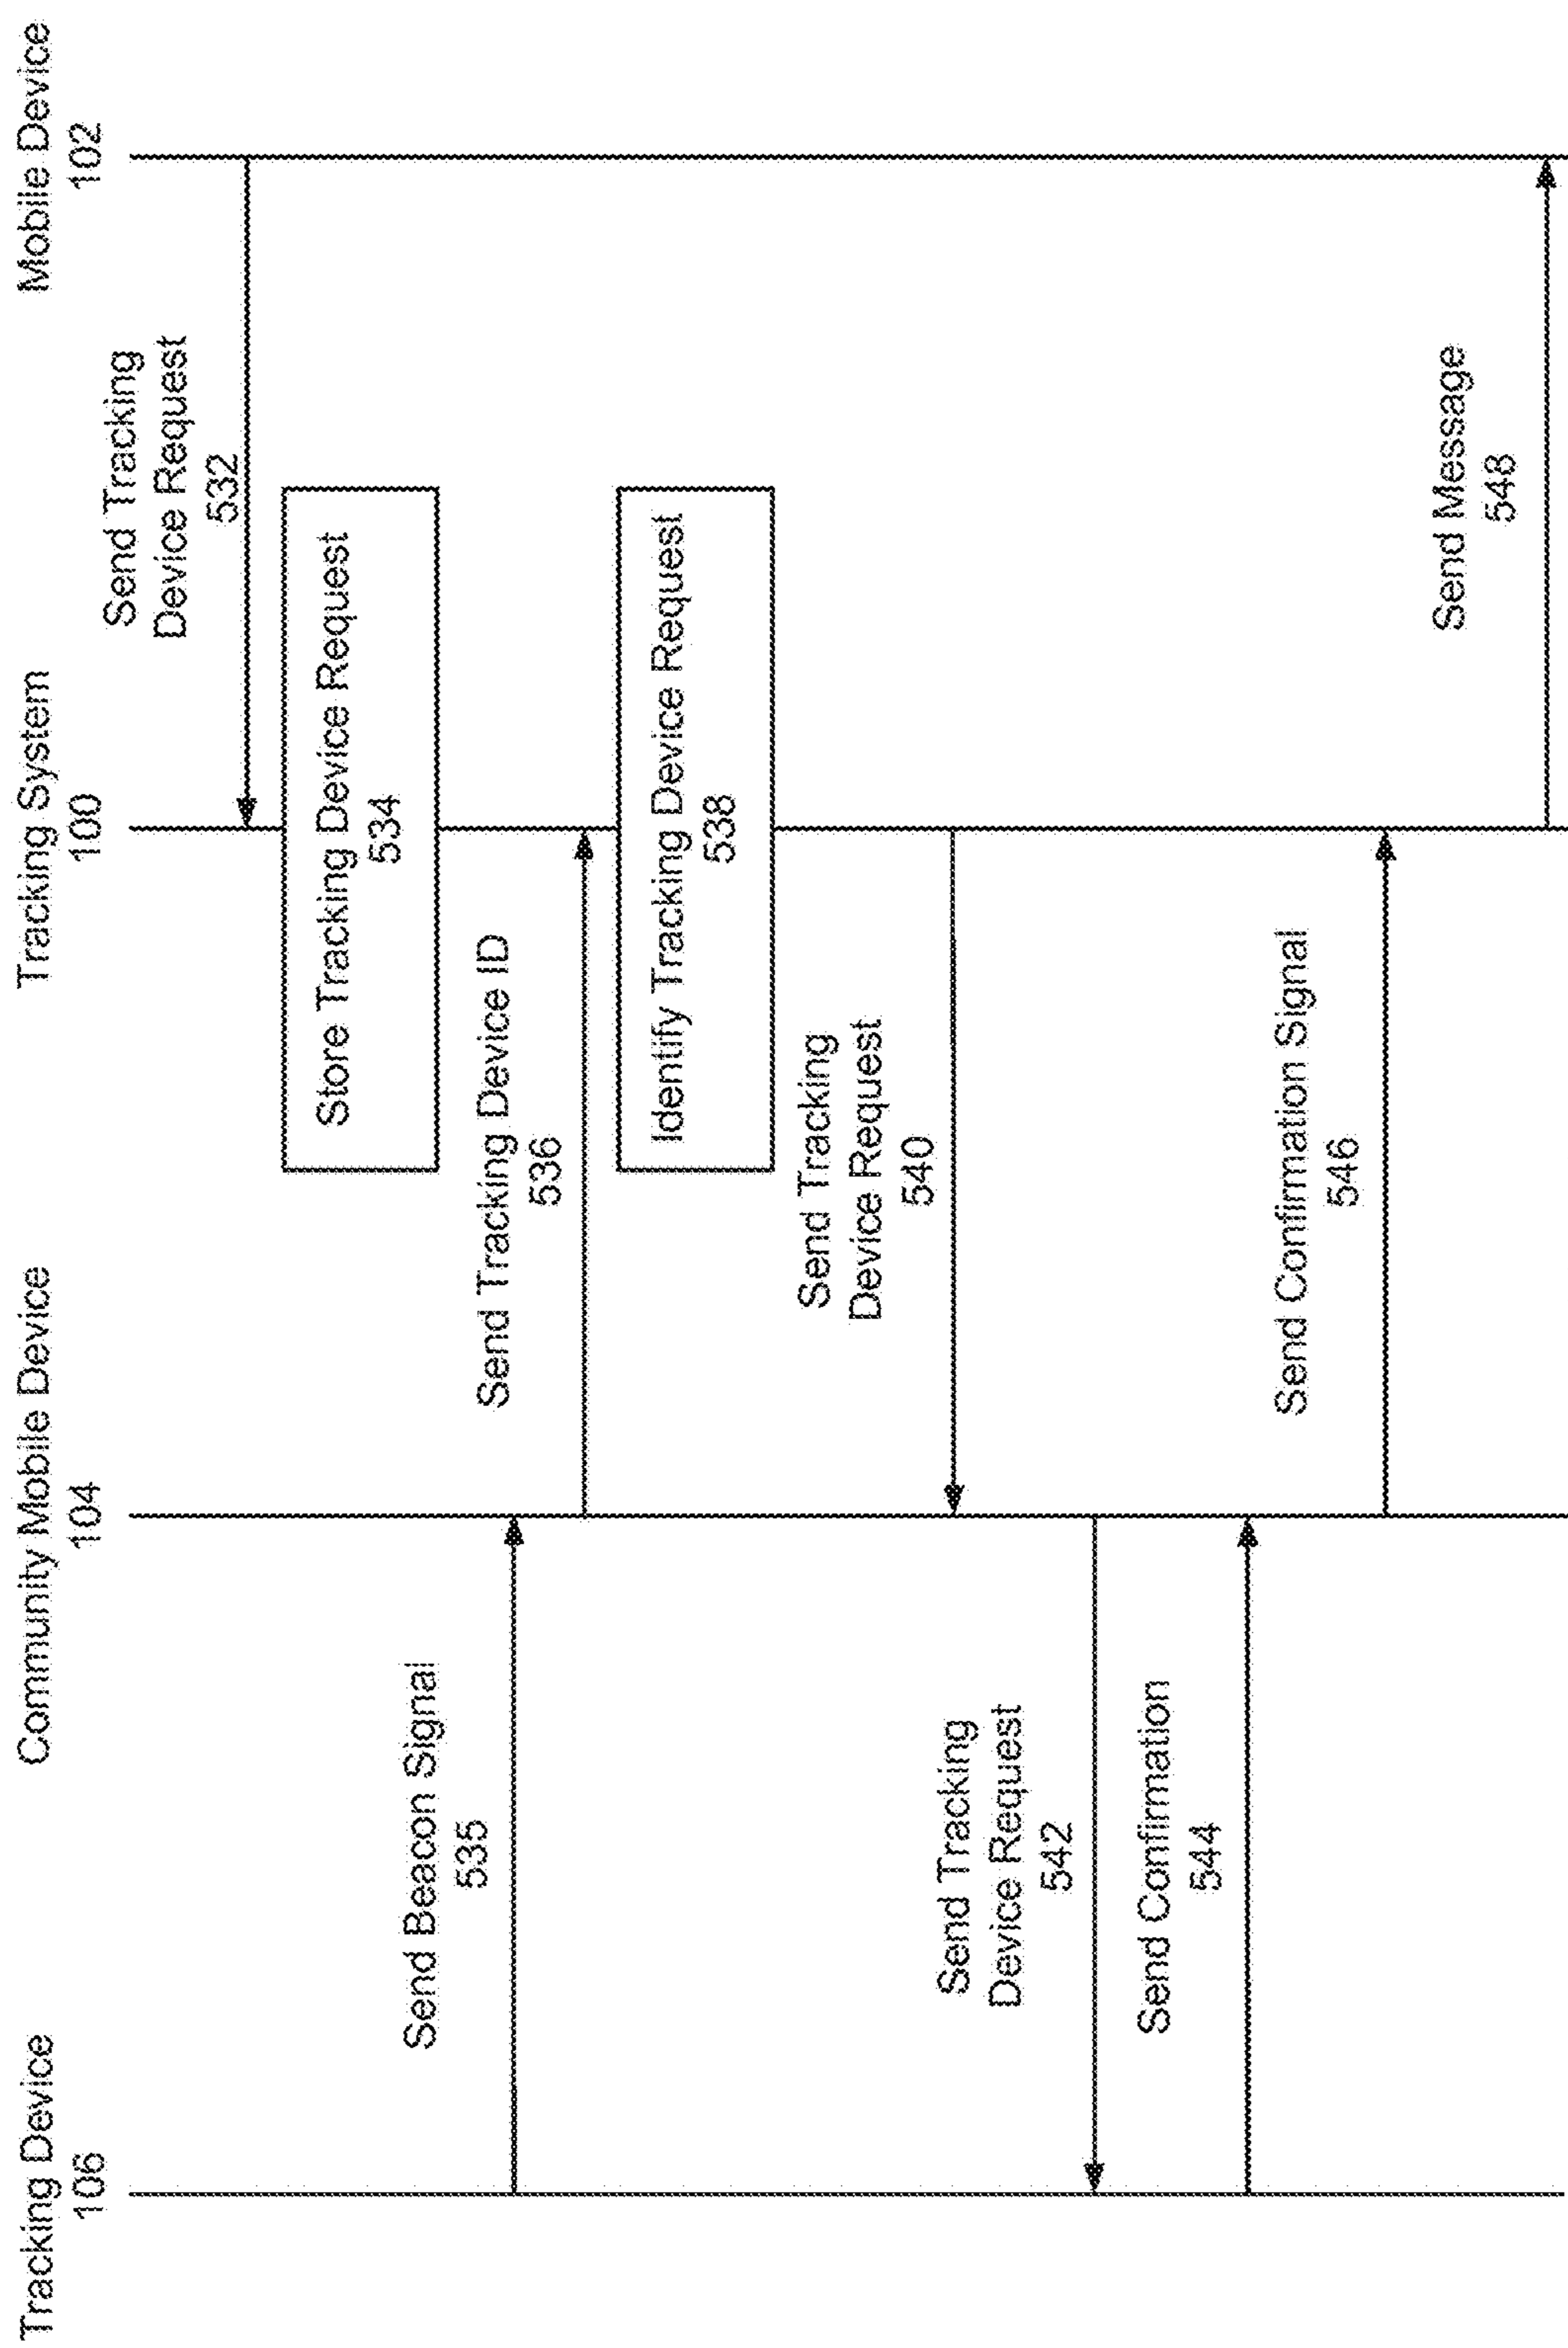 Tracking Device
106
Community Mobile Device
104
Tracking System
100
Mobile Device
102
Send Tracking
Device Request
532
Store Tracking Device Request
534
Send Beacon Signal
535
Send Tracking Device ID
536
Identify Tracking Device Request
538
Send Tracking
Device Request
540
Send Tracking
Device Request
542
Send Confirmation
544
Send Confirmation Signal
546
Send Message
548